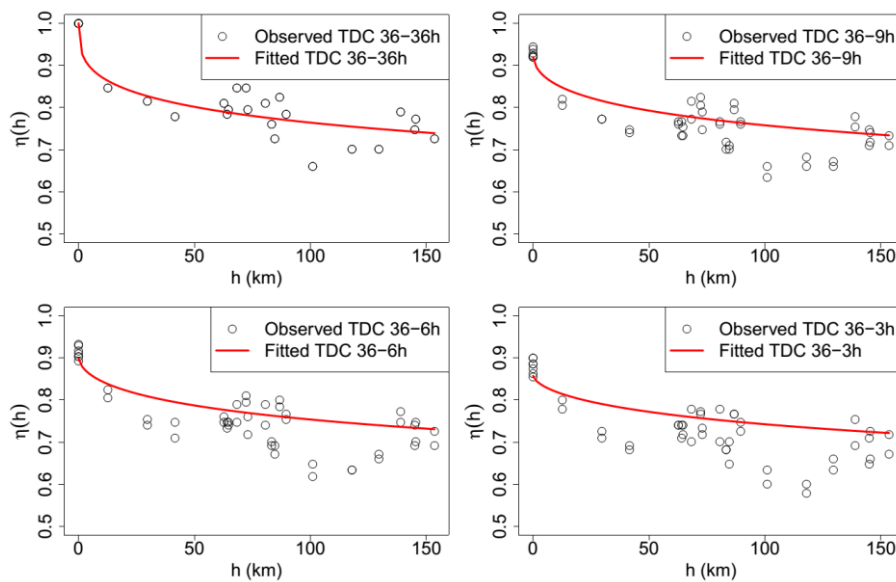 Observed TDC 36−36h
Fitted TDC 36−36h
η(h)
0.5 0.6 0.7 0.8 0.9 1.0
0 50 100 150
h (km)
Observed TDC 36−9h
Fitted TDC 36−9h
η(h)
0.5 0.6 0.7 0.8 0.9 1.0
0 50 100 150
h (km)
Observed TDC 36−6h
Fitted TDC 36−6h
η(h)
0.5 0.6 0.7 0.8 0.9 1.0
0 50 100 150
h (km)
Observed TDC 36−3h
Fitted TDC 36−3h
η(h)
0.5 0.6 0.7 0.8 0.9 1.0
0 50 100 150
h (km)